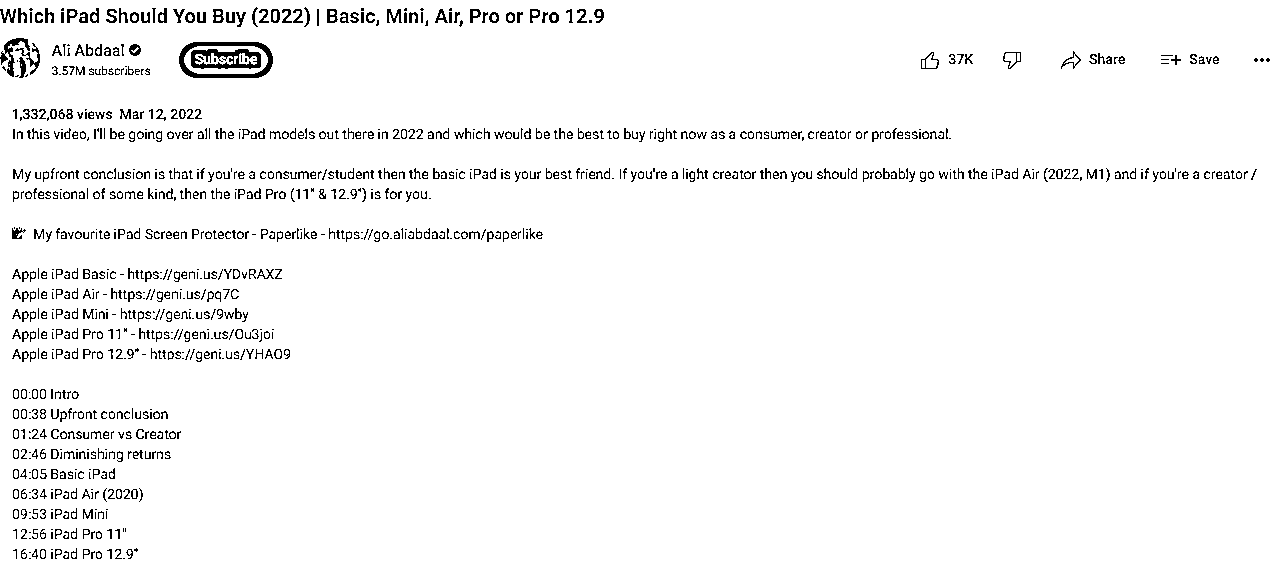 Which iPad Should You Buy (2022) | Basic, Mini, Air, Pro or Pro 12.9
Ali Abdaal
3.57M subscribers
Subscribe
37K
Share
Save
1,332,068 views Mar 12, 2022
In this video, I'll be going over all the iPad models out there in 2022 and which would be the best to buy right now as a consumer, creator or professional.
My upfront conclusion is that if you're a consumer/student then the basic iPad is your best friend. If you're a light creator then you should probably go with the iPad Air (2022, M1) and if you're a creator /
professional of some kind, then the iPad Pro (11" & 12.9") is for you.
My favourite iPad Screen Protector - Paperlike - https://go.aliabdaal.com/paperlike
Apple iPad Basic - https://geni.us/YDvRAXZ
Apple iPad Air - https://geni.us/pq7C
Apple iPad Mini - https://geni.us/9wby
Apple iPad Pro 11" - https://geni.us/Ou3joi
Apple iPad Pro 12.9" - https://geni.us/YHAO9
00:00 Intro
00:38 Upfront conclusion
01:24 Consumer vs Creator
02:46 Diminishing returns
04:05 Basic iPad
06:34 iPad Air (2020)
09:53 iPad Mini
12:56 iPad Pro 11"
16:40 iPad Pro 12.9"